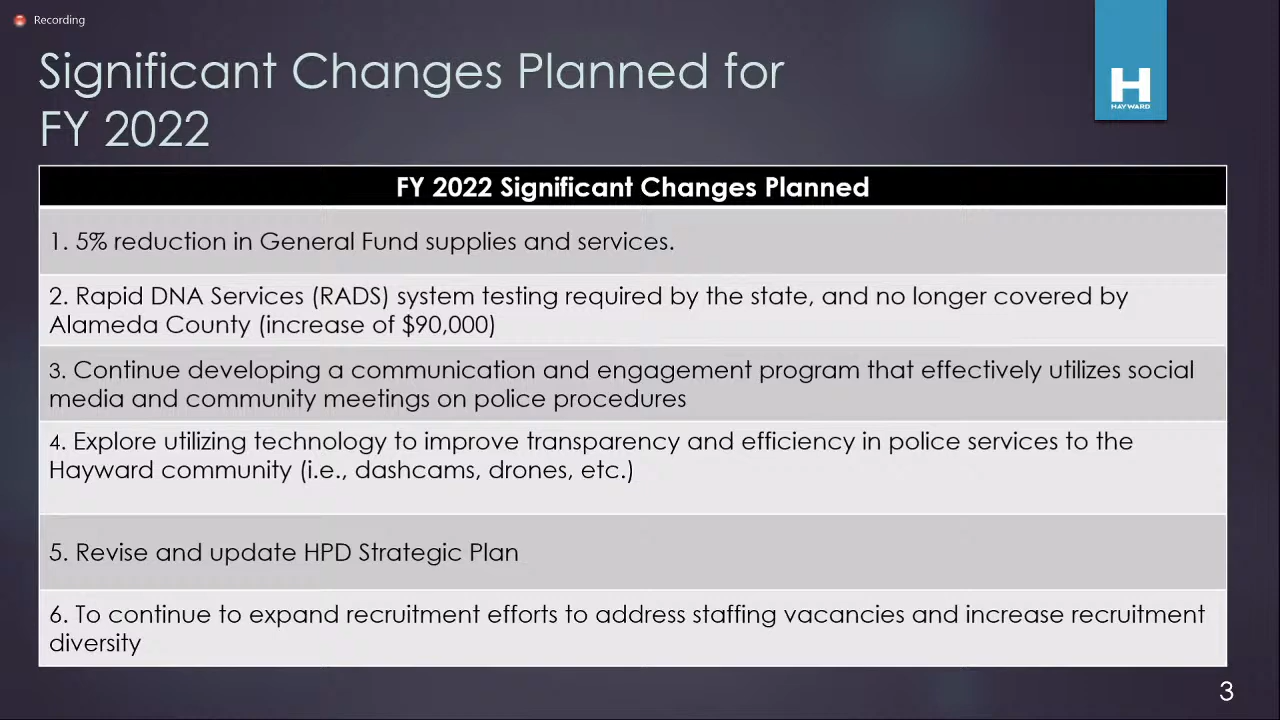 Recording
Significant Changes Planned for
FY 2022
H
HAYWARD
FY 2022 Significant Changes Planned
1. 5% reduction in General Fund supplies and services.
2. Rapid DNA Services (RADS) system testing required by the state, and no longer covered by
Alameda County (increase of $90,000)
3. Continue developing a communication and engagement program that effectively utilizes social
media and community meetings on police procedures
4. Explore utilizing technology to improve transparency and efficiency in police services to the
Hayward community (i.e., dashcams, drones, etc.)
5. Revise and update HPD Strategic Plan
6. To continue to expand recruitment efforts to address staffing vacancies and increase recruitment
diversity
3